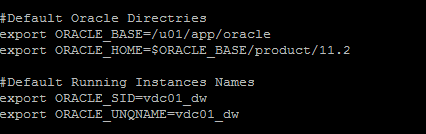 #Default Oracle Directries
export ORACLE_BASE=/u01/app/oracle
export ORACLE_HOME=$ORACLE_BASE/product/11.2
#Default Running Instances Names
export ORACLE_SID=vdc01_dw
export ORACLE_UNQNAME=vdc01_dw